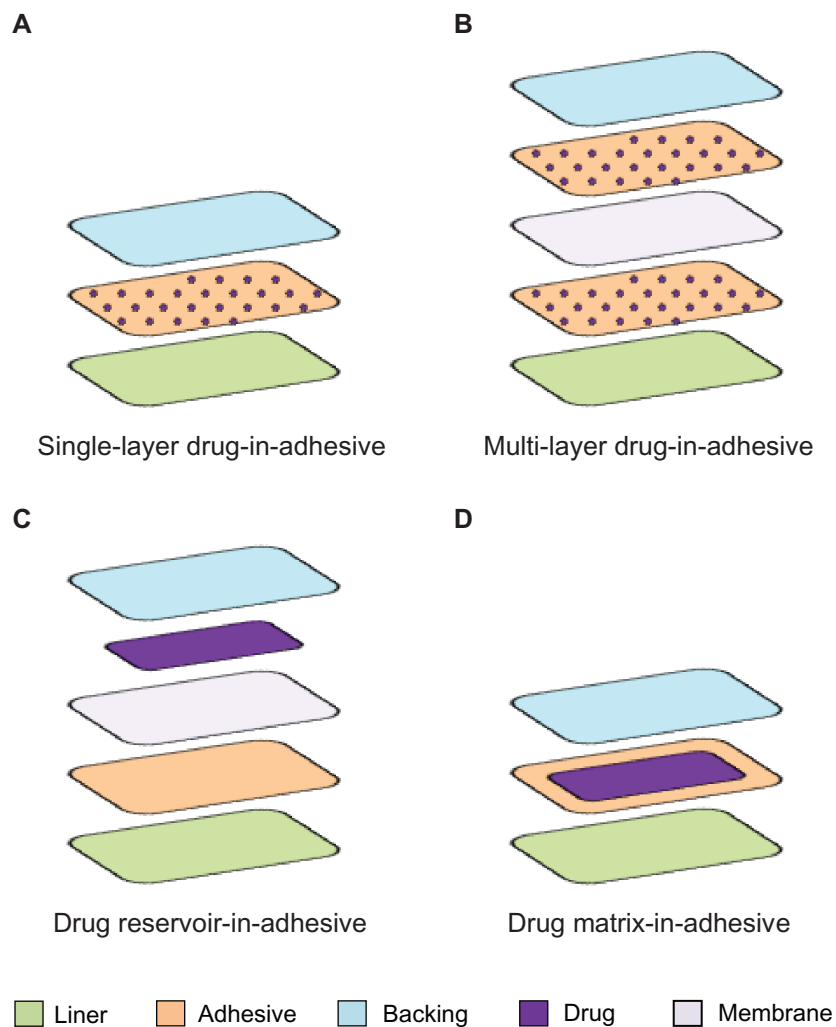 A
B
Single-layer drug-in-adhesive
Multi-layer drug-in-adhesive
C
D
Drug reservoir-in-adhesive
Drug matrix-in-adhesive
Liner
Adhesive
Backing
Drug
Membrane